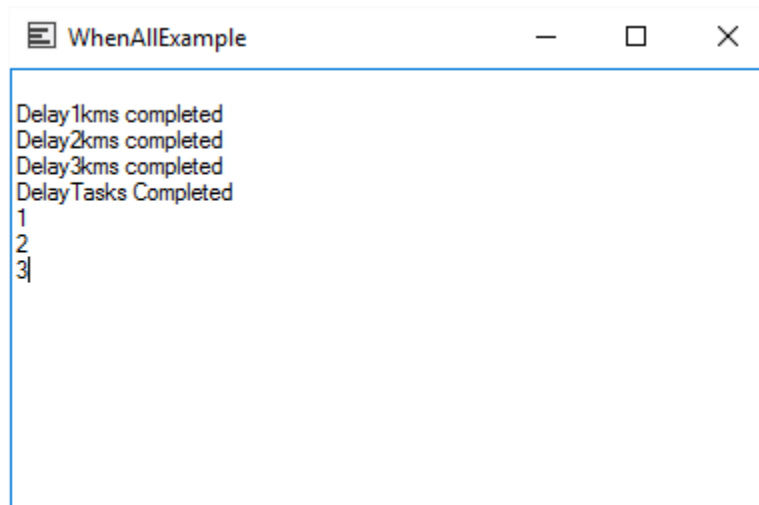 WhenAllExample
Delay1kms completed
Delay2kms completed
Delay3kms completed
DelayTasks Completed
1
2
3